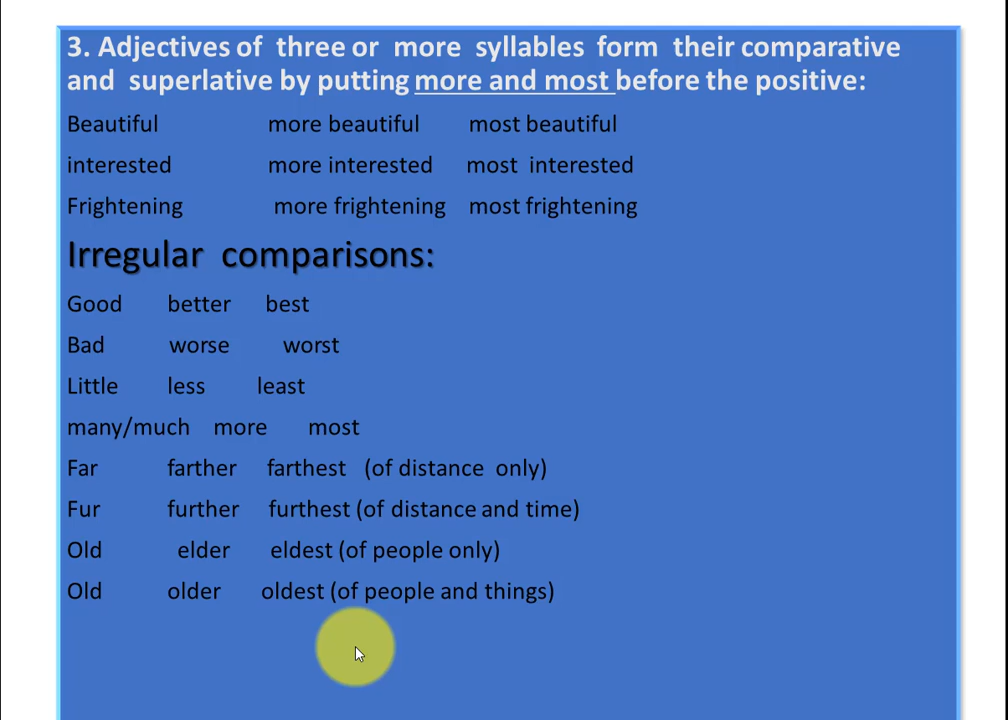 3. Adjectives of three or more syllables form their comparative
and superlative by putting more and most before the positive:
Beautiful more beautiful most beautiful
interested more interested most interested
Frightening more frightening most frightening
Irregular comparisons:
Good better best
Bad worse worst
Little less least
many/much more most
Far farther farthest (of distance only)
Fur further furthest (of distance and time)
Old elder eldest (of people only)
Old older oldest (of people and things)